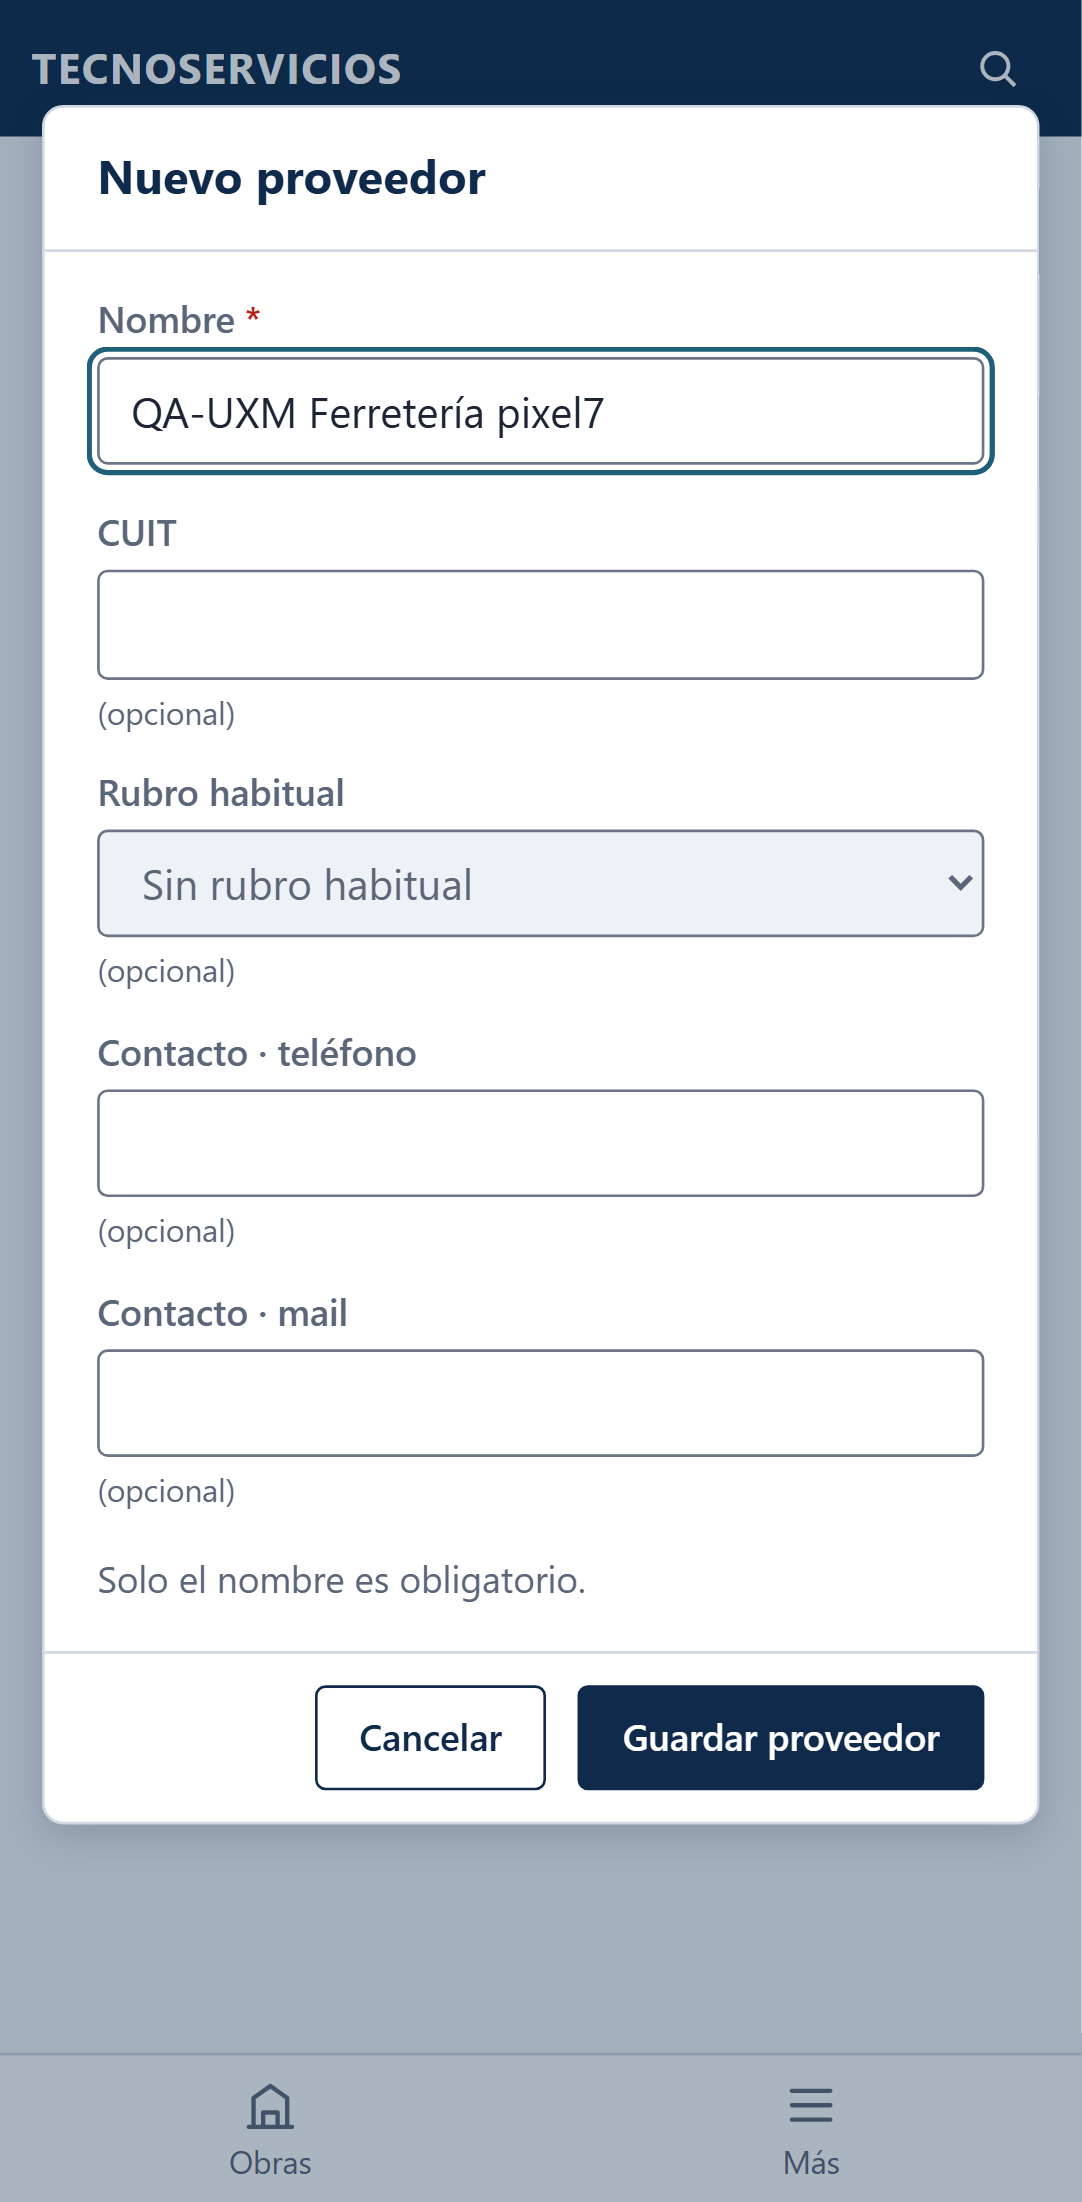 TECNOSERVICIOS
Nuevo proveedor
Nombre *
QA-UXM Ferretería pixel7
CUIT
(opcional)
Rubro habitual
Sin rubro habitual
(opcional)
Contacto · teléfono
(opcional)
Contacto · mail
(opcional)
Solo el nombre es obligatorio.
Cancelar Guardar proveedor
Obras Más